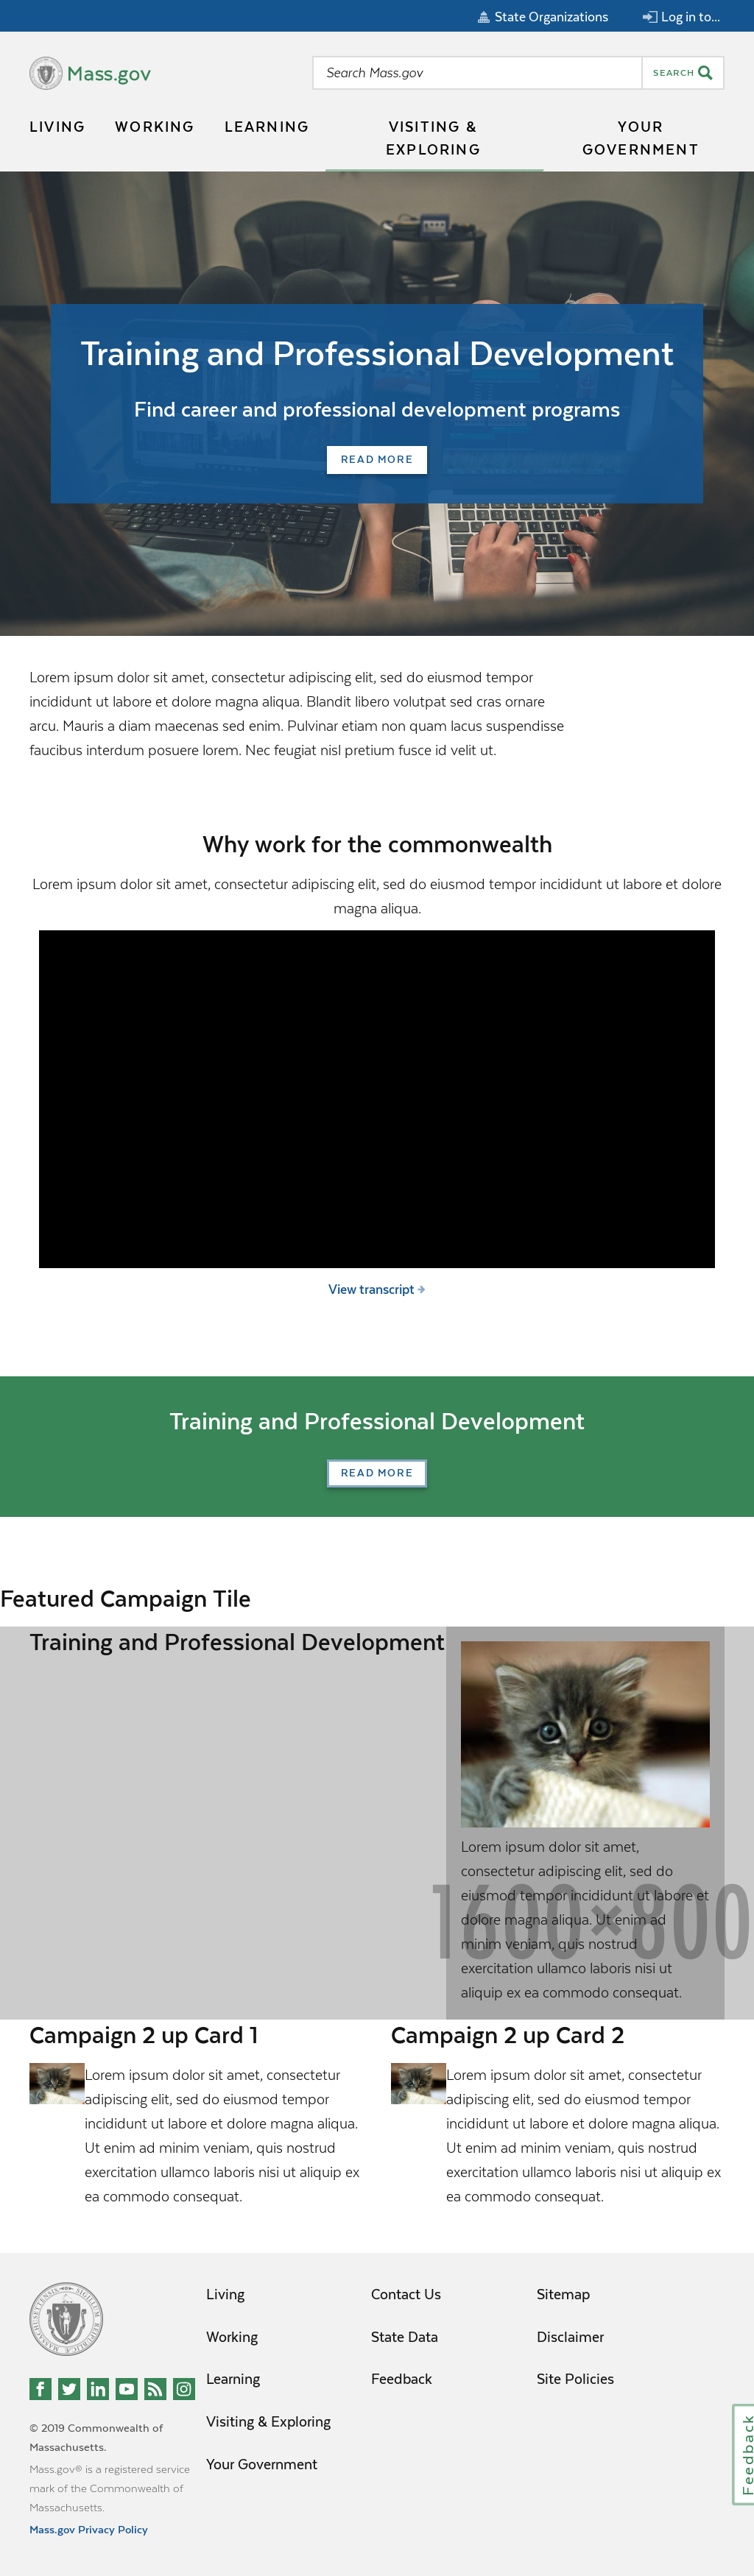 State Organizations
Log in to...
Mass.gov
Search Mass.gov
SEARCH
LIVING
WORKING
LEARNING
VISITING &
EXPLORING
YOUR
GOVERNMENT
Training and Professional Development
Find career and professional development programs
READ MORE
Lorem ipsum dolor sit amet, consectetur adipiscing elit, sed do eiusmod tempor
incididunt ut labore et dolore magna aliqua. Blandit libero volutpat sed cras ornare
arcu. Mauris a diam maecenas sed enim. Pulvinar etiam non quam lacus suspendisse
faucibus interdum posuere lorem. Nec feugiat nisl pretium fusce id velit ut.
Why work for the commonwealth
Lorem ipsum dolor sit amet, consectetur adipiscing elit, sed do eiusmod tempor incididunt ut labore et dolore
magna aliqua.
View transcript
Training and Professional Development
READ MORE
Featured Campaign Tile
Training and Professional Development
Lorem ipsum dolor sit amet,
consectetur adipiscing elit, sed do
eiusmod tempor incididunt ut labore et
dolore magna aliqua. Ut enim ad
minim veniam, quis nostrud
exercitation ullamco laboris nisi ut
aliquip ex ea commodo consequat.
1600×800
Campaign 2 up Card 1
Lorem ipsum dolor sit amet, consectetur
adipiscing elit, sed do eiusmod tempor
incididunt ut labore et dolore magna aliqua.
Ut enim ad minim veniam, quis nostrud
exercitation ullamco laboris nisi ut aliquip ex
ea commodo consequat.
Campaign 2 up Card 2
Lorem ipsum dolor sit amet, consectetur
adipiscing elit, sed do eiusmod tempor
incididunt ut labore et dolore magna aliqua.
Ut enim ad minim veniam, quis nostrud
exercitation ullamco laboris nisi ut aliquip ex
ea commodo consequat.
© 2019 Commonwealth of
Massachusetts.
Mass.gov® is a registered service
mark of the Commonwealth of
Massachusetts.
Mass.gov Privacy Policy
Living
Working
Learning
Visiting & Exploring
Your Government
Contact Us
State Data
Feedback
Sitemap
Disclaimer
Site Policies
Feedback